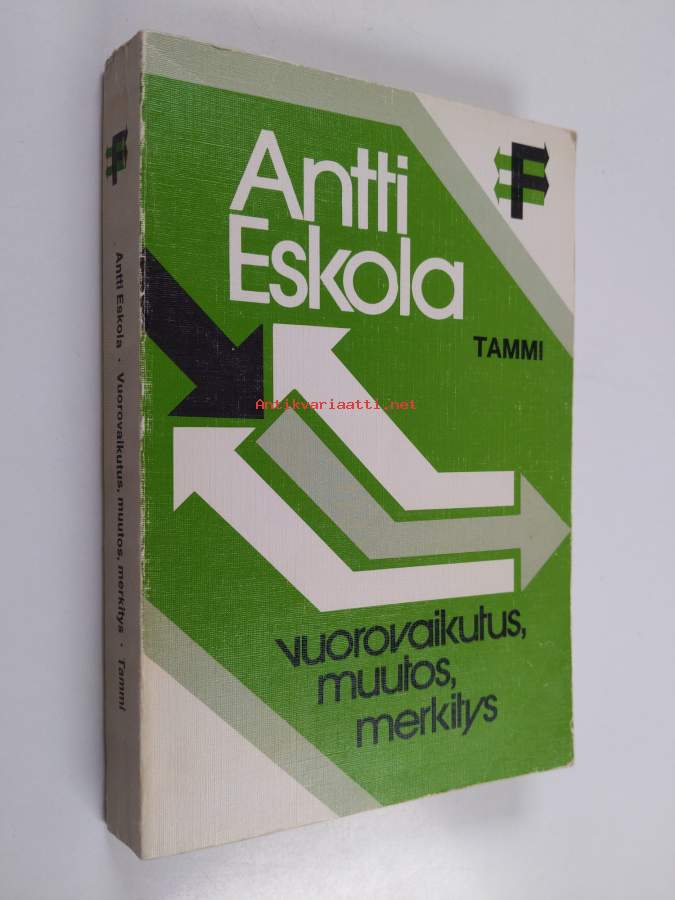 Antti
Eskola
TAMMI
Antikvariaatti.net
vuorovaikutus,
muutos,
merkitys
F
Antti Eskola · Vuorovaikutus, muutos, merkitys · Tammi
F